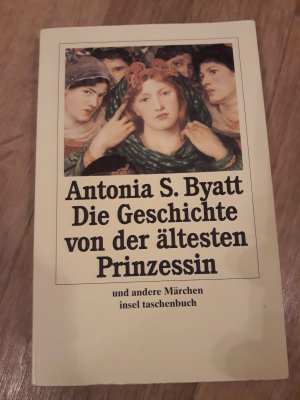 Antonia S. Byatt
Die Geschichte
von der ältesten
Prinzessin
und andere Märchen
insel taschenbuch